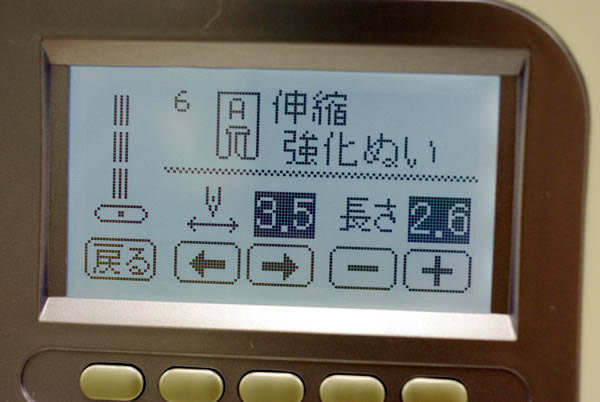 6 A 伸縮
強化ぬい
3.5 長さ 2.6
戻る ← → − +